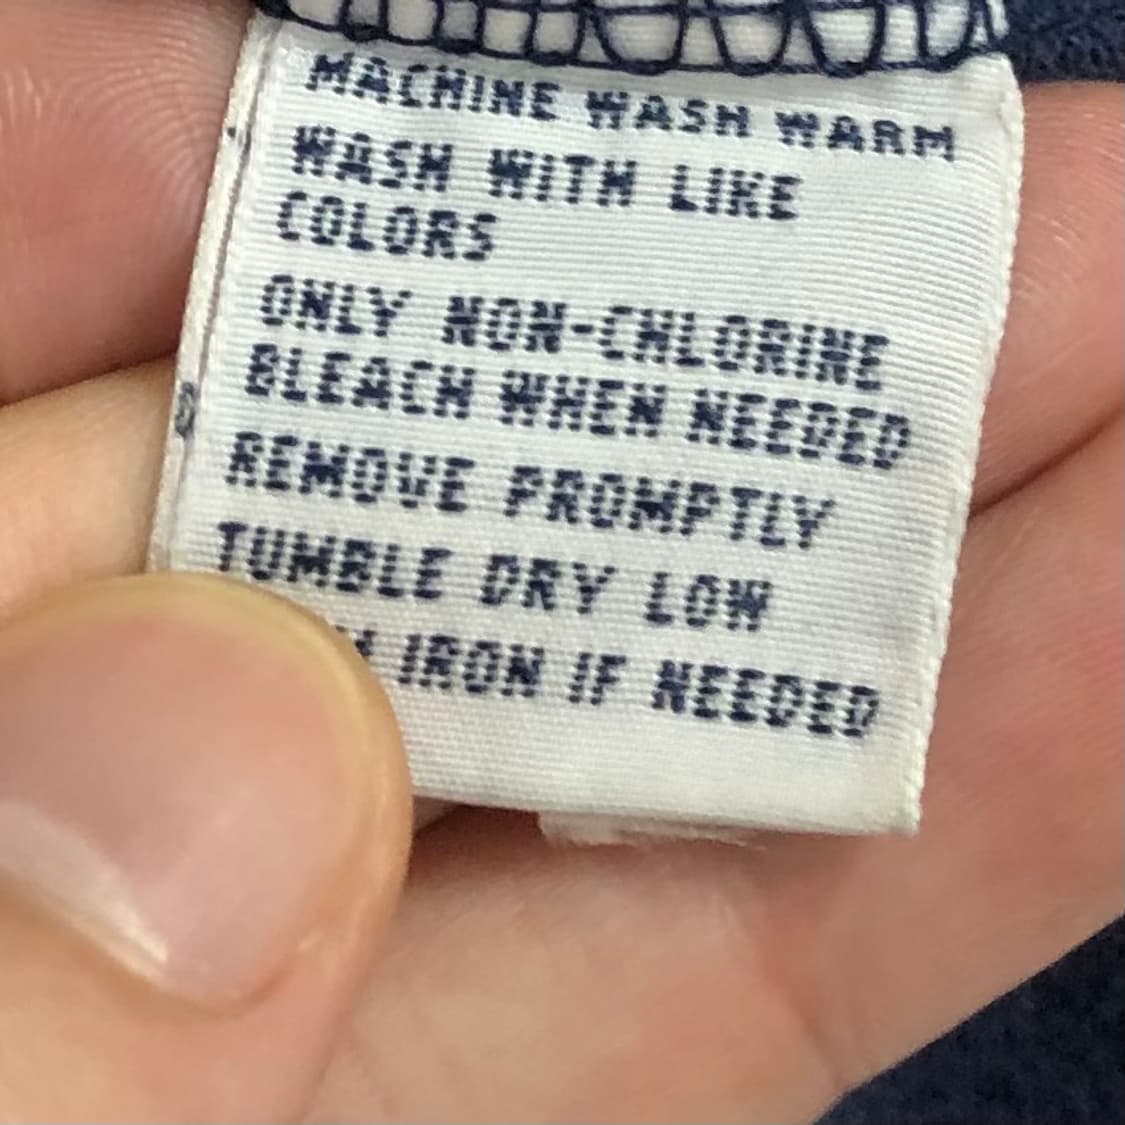 MACHINE WASH WARM
WASH WITH LIKE
COLORS
ONLY NON-CHLORINE
BLEACH WHEN NEEDED
REMOVE PROMPTLY
TUMBLE DRY LOW
IRON IF NEEDED